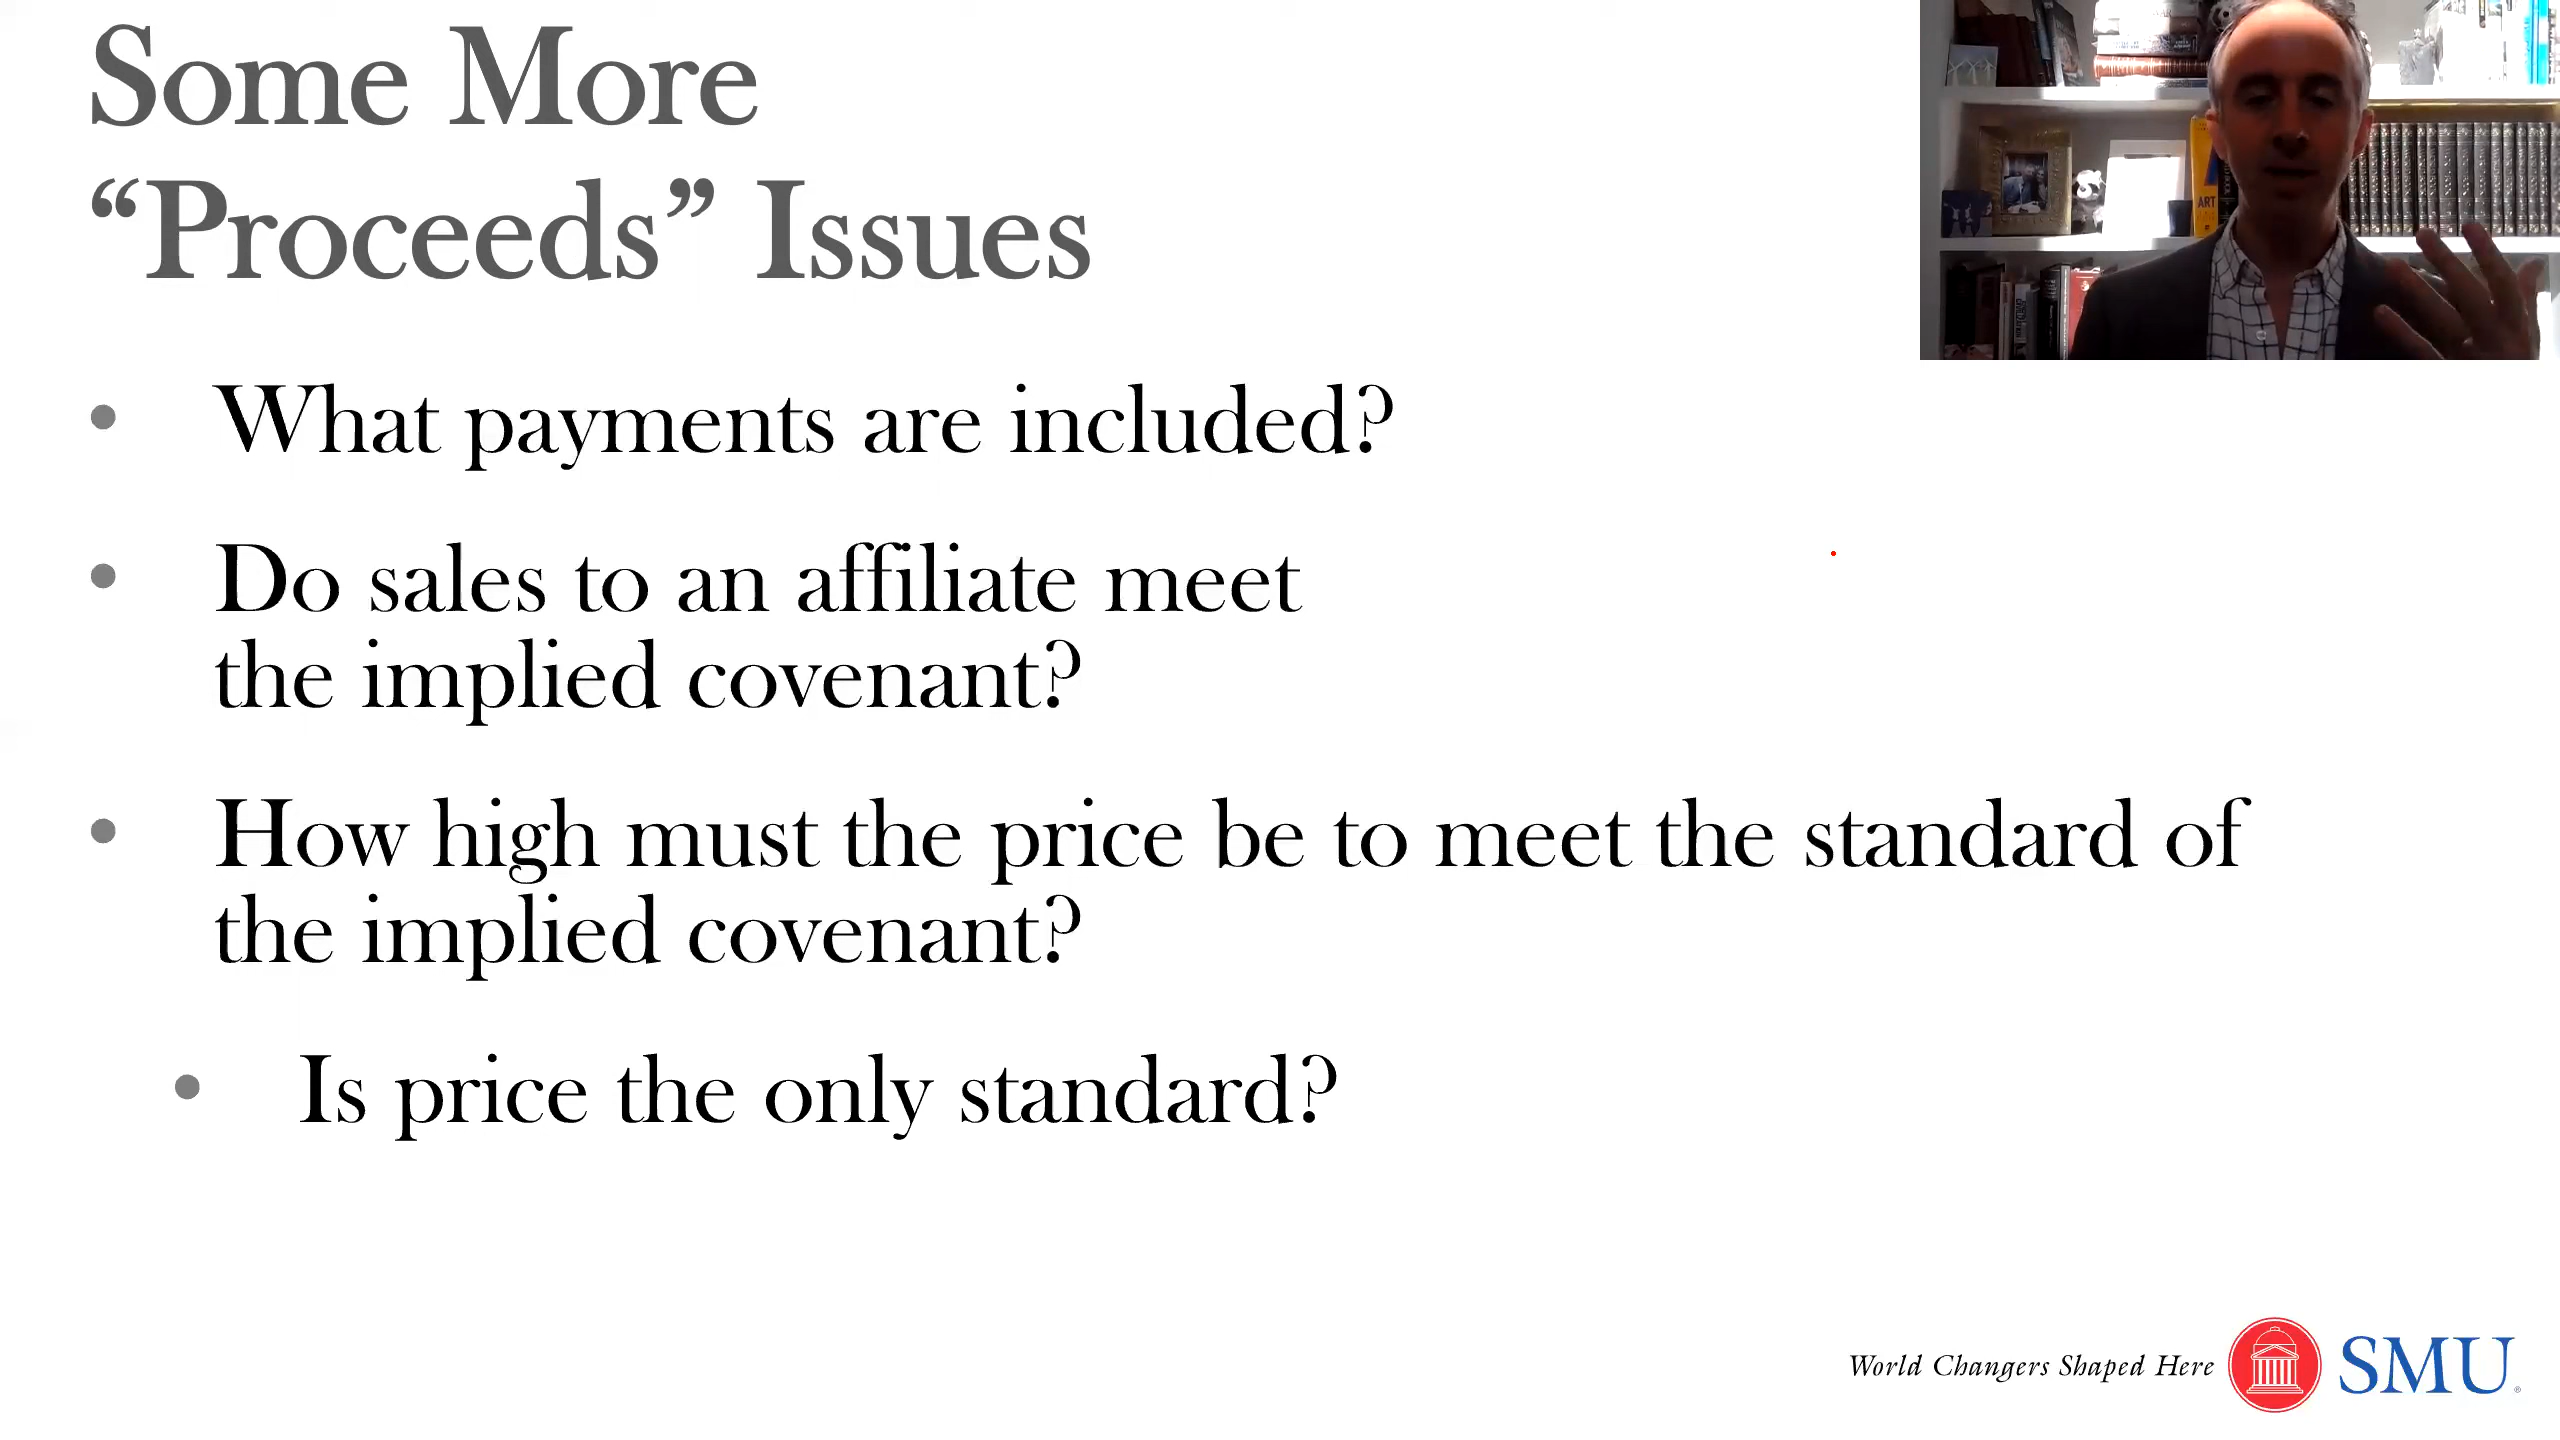 Some More
“Proceeds” Issues
• What payments are included?
• Do sales to an affiliate meet
the implied covenant?
• How high must the price be to meet the standard of
the implied covenant?
• Is price the only standard?
ART
World Changers Shaped Here
SMU®